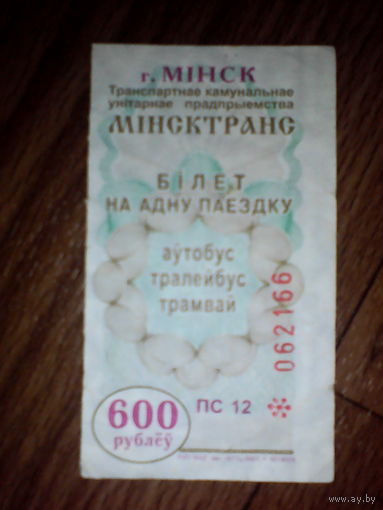 г. МІНСК
Транспартнае камунальнае
унітарнае прадпрыемства
МІНСКТРАНС
БІЛЕТ
НА АДНУ ПАЕЗДКУ
аўтобус
тралейбус
трамвай
062166
600
рублёў
ПС 12
www.ay.by